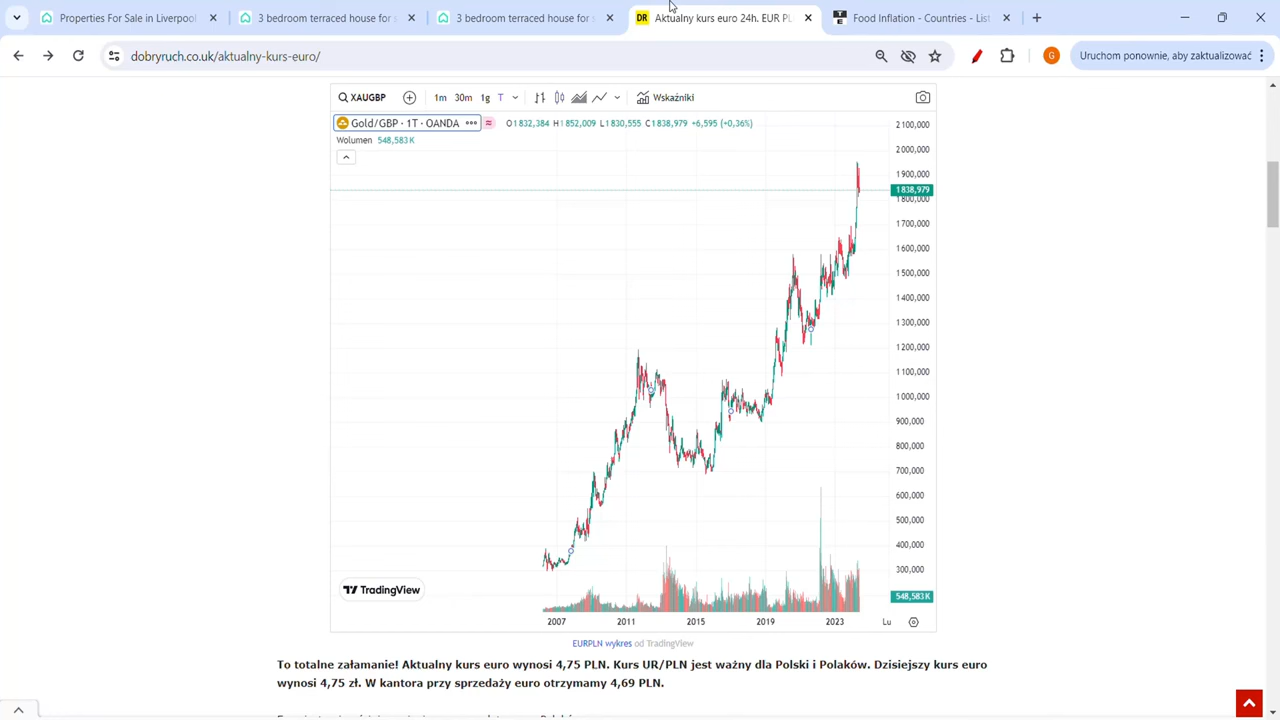 Properties For Sale in Liverpool
3 bedroom terraced house for s
3 bedroom terraced house for s
DR Aktualny kurs euro 24h. EUR PL
TE Food Inflation - Countries - List
dobryruch.co.uk/aktualny-kurs-euro/
G
Uruchom ponownie, aby zaktualizować
XAUGBP
1m 30m 1g T
Wskaźniki
Gold/GBP · 1T · OANDA
O1 832,384 H1 852,009 L1 830,555 C1 838,979 +6,595 (+0,36%)
Wolumen 548,583 K
2 100,000
2 000,000
1 900,000
1 838,979
1 800,000
1 700,000
1 600,000
1 500,000
1 400,000
1 300,000
1 200,000
1 100,000
1 000,000
900,000
800,000
700,000
600,000
500,000
400,000
300,000
548,583 K
TradingView
2007 2011 2015 2019 2023 Lu
EURPLN wykres od TradingView
To totalne załamanie! Aktualny kurs euro wynosi 4,75 PLN. Kurs UR/PLN jest ważny dla Polski i Polaków. Dzisiejszy kurs euro
wynosi 4,75 zł. W kantora przy sprzedaży euro otrzymamy 4,69 PLN.